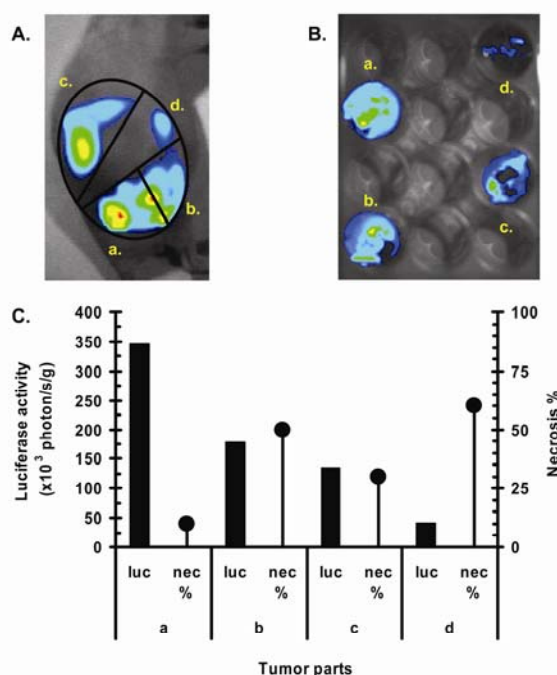 A.
c.
d.
b.
a.
B.
a.
d.
b.
c.
C.
Luciferase activity
(x10³ photon/s/g)
400
350
300
250
200
150
100
50
0
100
75
50
25
0
Necrosis %
luc nec % luc nec % luc nec % luc nec %
a b c d
Tumor parts